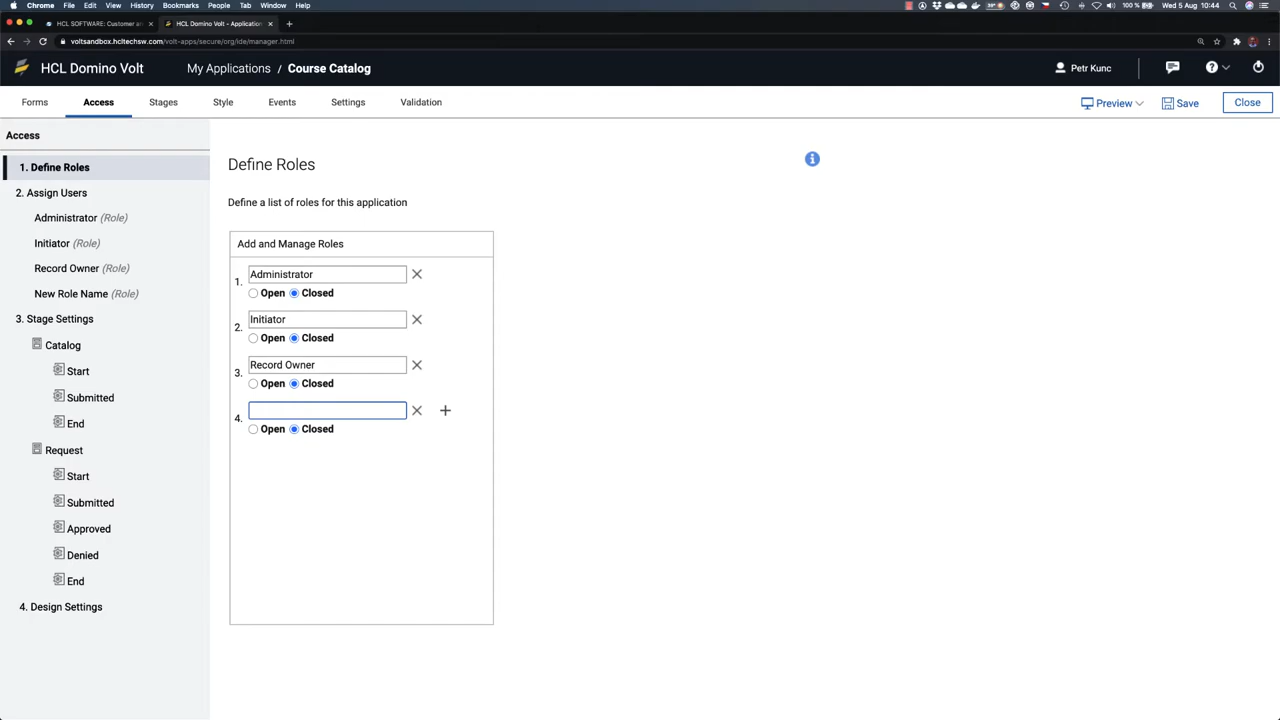 Chrome File Edit View History Bookmarks People Tab Window Help
100 % Wed 5 Aug 10:44
HCL SOFTWARE: Customer a
HCL Domino Volt - Application
voltsandbox.hcltechsw.com/volt-apps/secure/org/ide/manager.html
HCL Domino Volt My Applications / Course Catalog Petr Kunc
Forms Access Stages Style Events Settings Validation Preview Save Close
Access
1. Define Roles
2. Assign Users
Administrator (Role)
Initiator (Role)
Record Owner (Role)
New Role Name (Role)
3. Stage Settings
Catalog
Start
Submitted
End
Request
Start
Submitted
Approved
Denied
End
4. Design Settings
Define Roles
Define a list of roles for this application
Add and Manage Roles
1. Administrator
Open Closed
2. Initiator
Open Closed
3. Record Owner
Open Closed
4.
Open Closed